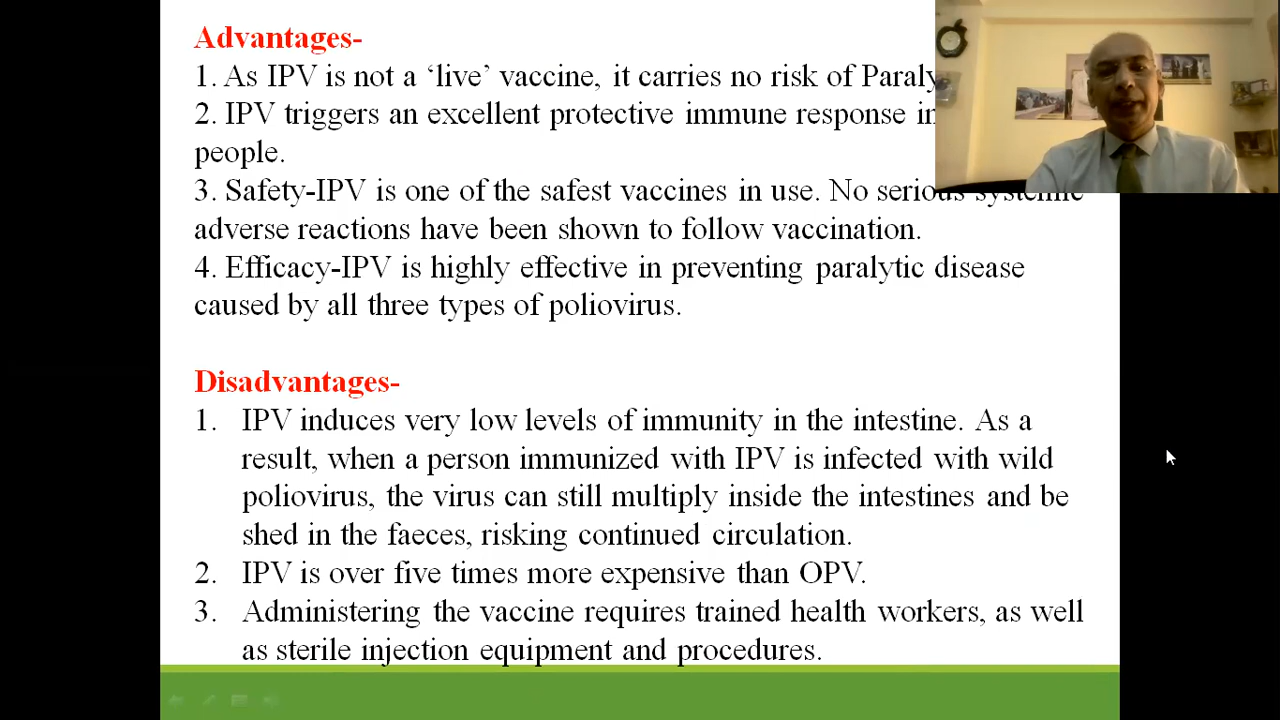 Advantages-
1. As IPV is not a ‘live’ vaccine, it carries no risk of
2. IPV triggers an excellent protective immune response
people.
3. Safety-IPV is one of the safest vaccines in use. No serious systemic
adverse reactions have been shown to follow vaccination.
4. Efficacy-IPV is highly effective in preventing paralytic disease
caused by all three types of poliovirus.
Disadvantages-
1. IPV induces very low levels of immunity in the intestine. As a
result, when a person immunized with IPV is infected with wild
poliovirus, the virus can still multiply inside the intestines and be
shed in the faeces, risking continued circulation.
2. IPV is over five times more expensive than OPV.
3. Administering the vaccine requires trained health workers, as well
as sterile injection equipment and procedures.